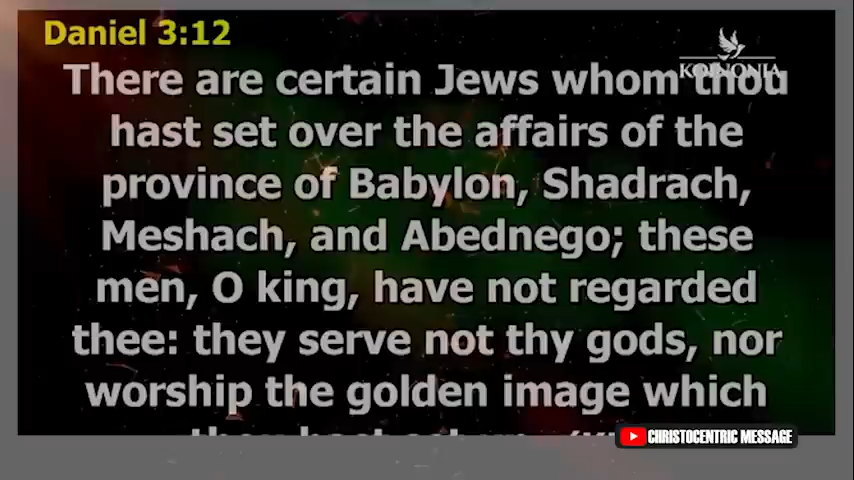 Daniel 3:12
KOINONIA
There are certain Jews whom thou
hast set over the affairs of the
province of Babylon, Shadrach,
Meshach, and Abednego; these
men, O king, have not regarded
thee: they serve not thy gods, nor
worship the golden image which
CHRISTOCENTRIC MESSAGE